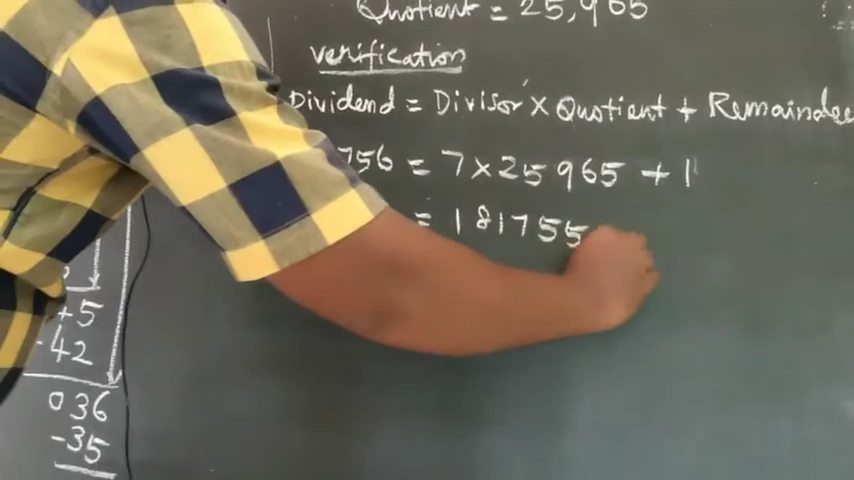 Quotient = 25,965
verification
Dividend = Divisor × Quotient + Remainder
756 = 7 × 25965 + 1
= 181755
+5
-42
036
-35